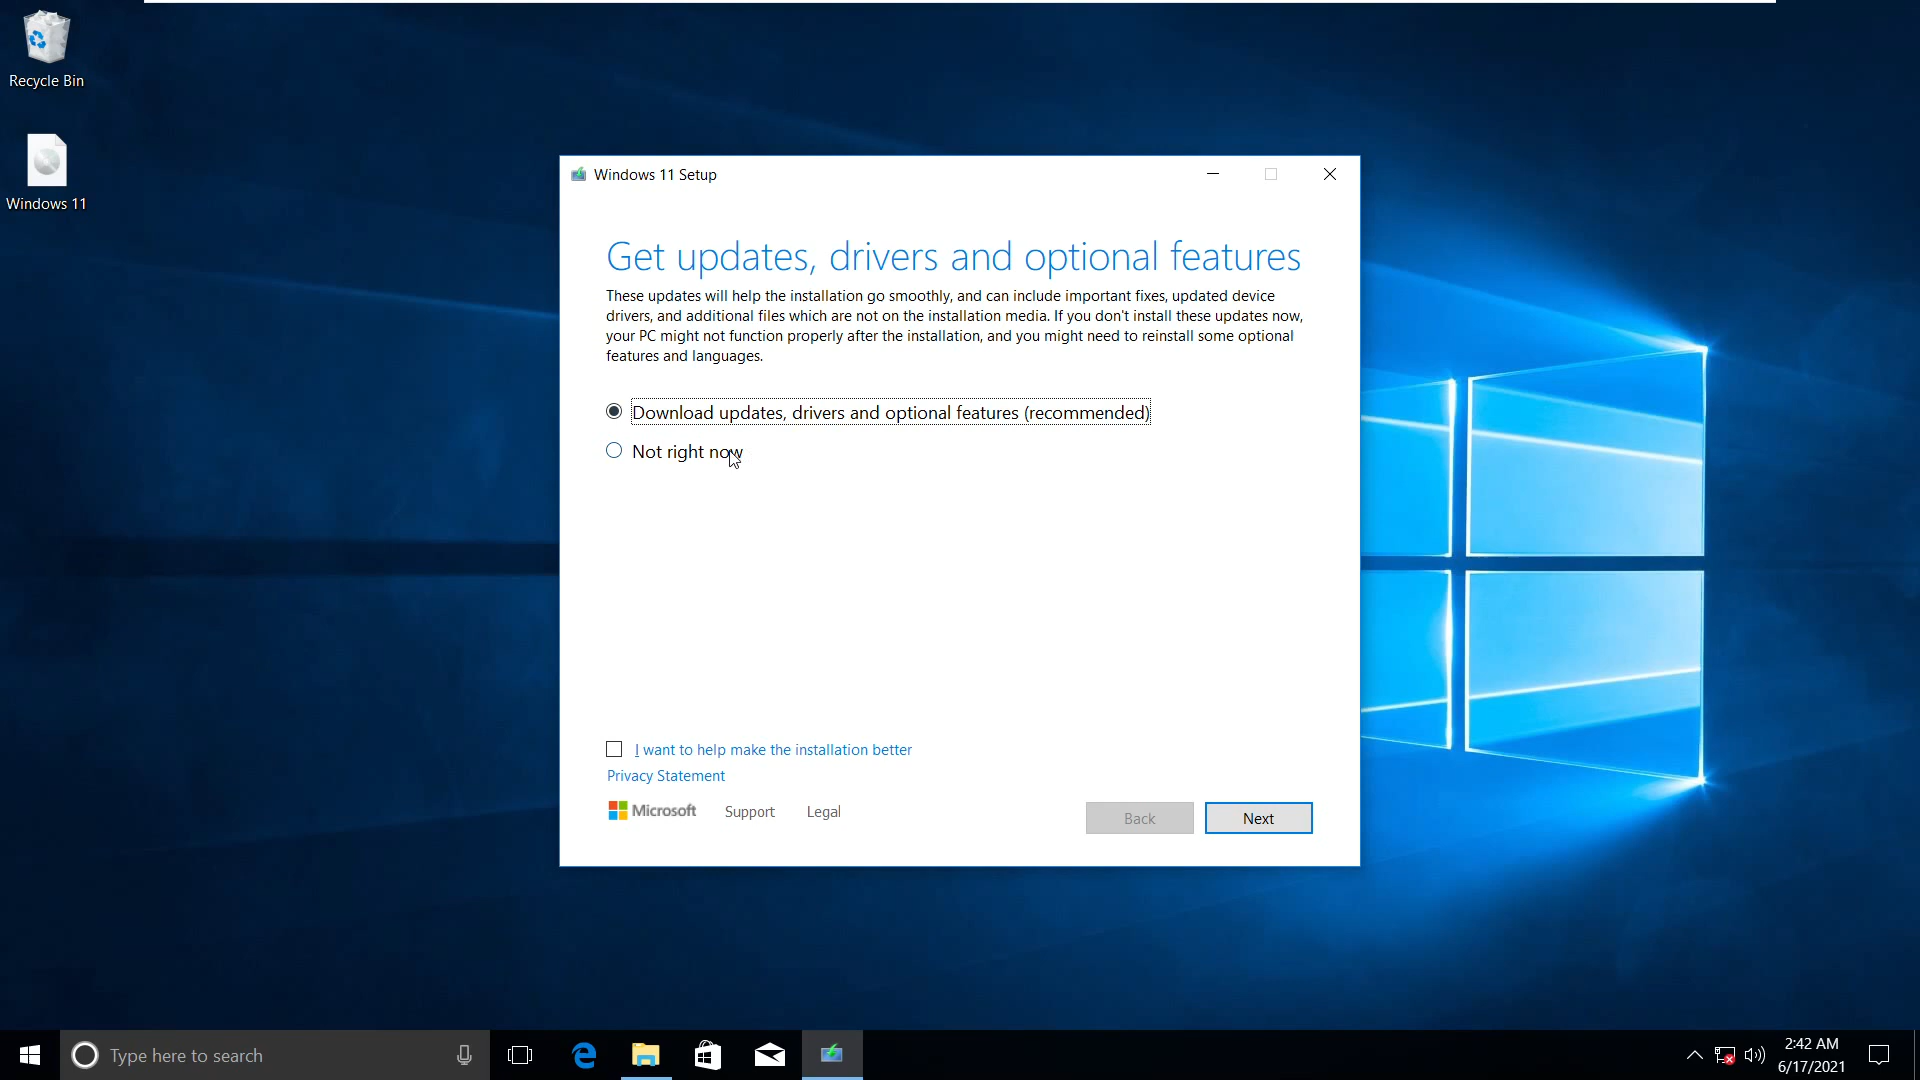 Recycle Bin
Windows 11
Windows 11 Setup
Get updates, drivers and optional features
These updates will help the installation go smoothly, and can include important fixes, updated device
drivers, and additional files which are not on the installation media. If you don't install these updates now,
your PC might not function properly after the installation, and you might need to reinstall some optional
features and languages.
Download updates, drivers and optional features (recommended)
Not right now
I want to help make the installation better
Privacy Statement
Microsoft Support Legal
Back Next
Type here to search
2:42 AM
6/17/2021